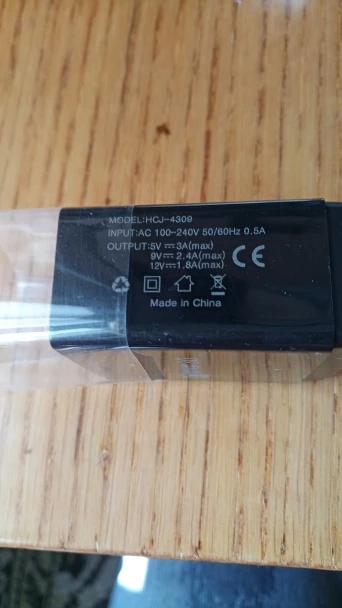 MODEL:HCJ-4309
INPUT:AC 100-240V 50/60Hz 0.5A
OUTPUT:5V⎓3A(max)
9V⎓2.4A(max)
12V⎓1.8A(max)
CE
Made in China